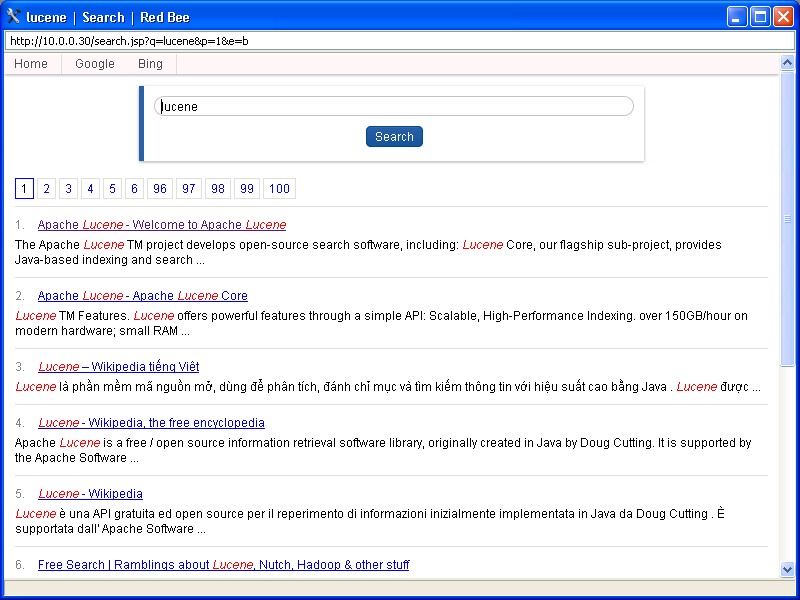 lucene | Search | Red Bee
http://10.0.0.30/search.jsp?q=lucene&p=1&e=b
Home Google Bing
lucene
Search
1 2 3 4 5 6 96 97 98 99 100
1. Apache Lucene - Welcome to Apache Lucene
The Apache Lucene TM project develops open-source search software, including: Lucene Core, our flagship sub-project, provides
Java-based indexing and search ...
2. Apache Lucene - Apache Lucene Core
Lucene TM Features. Lucene offers powerful features through a simple API: Scalable, High-Performance Indexing. over 150GB/hour on
modern hardware; small RAM ...
3. Lucene – Wikipedia tiếng Việt
Lucene là phần mềm mã nguồn mở, dùng để phân tích, đánh chỉ mục và tìm kiếm thông tin với hiệu suất cao bằng Java . Lucene được ...
4. Lucene - Wikipedia, the free encyclopedia
Apache Lucene is a free / open source information retrieval software library, originally created in Java by Doug Cutting. It is supported by
the Apache Software ...
5. Lucene - Wikipedia
Lucene è una API gratuita ed open source per il reperimento di informazioni inizialmente implementata in Java da Doug Cutting . È
supportata dall' Apache Software ...
6. Free Search | Ramblings about Lucene, Nutch, Hadoop & other stuff